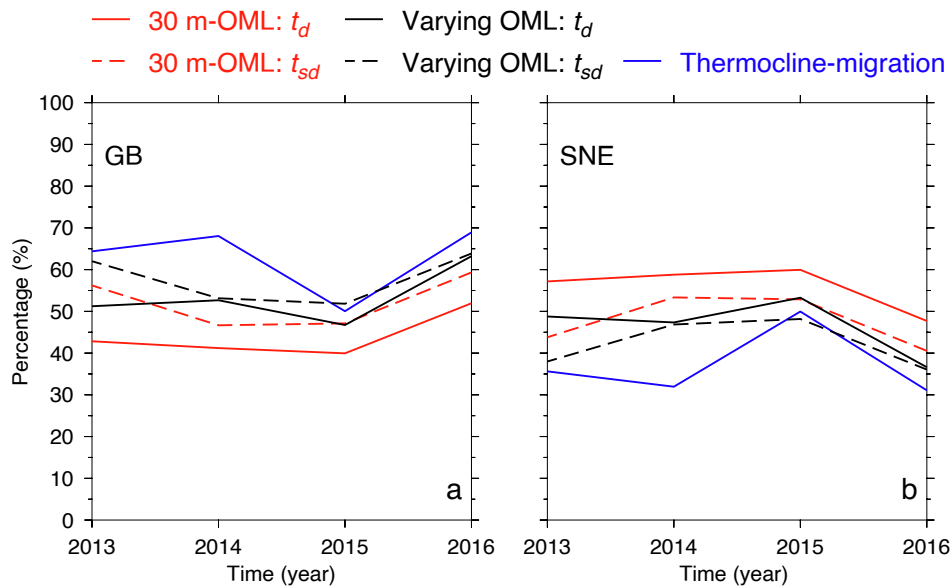 30 m-OML: td Varying OML: td
30 m-OML: tsd Varying OML: tsd Thermocline-migration
Percentage (%)
100
90
80
70
60
50
40
30
20
10
0
GB
a
2013 2014 2015 2016
Time (year)
SNE
b
2013 2014 2015 2016
Time (year)